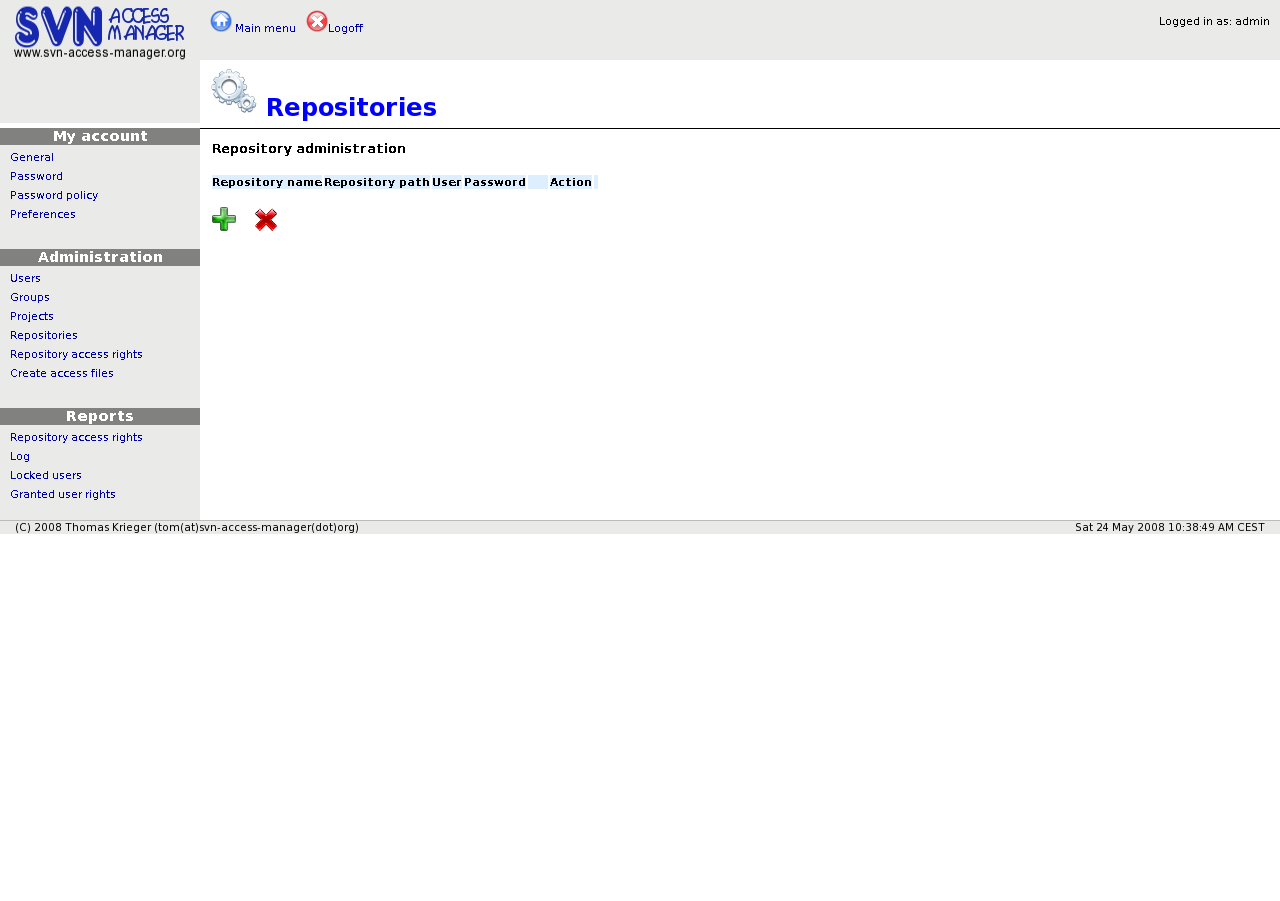 SVN ACCESS MANAGER
www.svn-access-manager.org
Main menu
Logoff
Logged in as: admin
Repositories
My account
General
Password
Password policy
Preferences
Administration
Users
Groups
Projects
Repositories
Repository access rights
Create access files
Reports
Repository access rights
Log
Locked users
Granted user rights
Repository administration
Repository name Repository path User Password Action
(C) 2008 Thomas Krieger (tom(at)svn-access-manager(dot)org)
Sat 24 May 2008 10:38:49 AM CEST